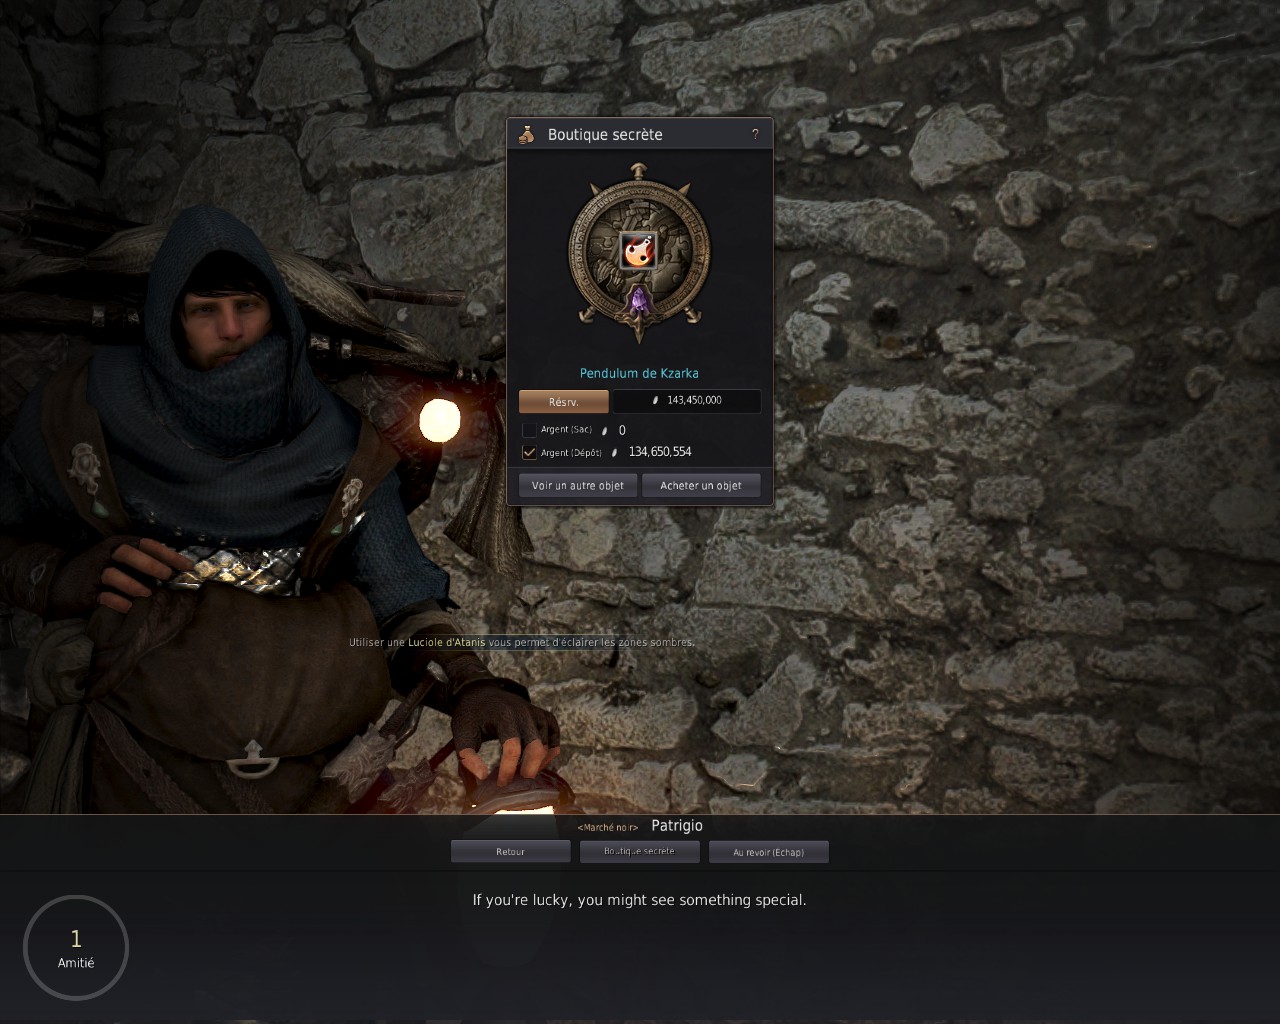 Boutique secrète ?
Pendulum de Kzarka
Résrv. 143,450,000
Argent (Sac) 0
Argent (Dépôt) 134,650,554
Voir un autre objet Acheter un objet
Utiliser une Luciole d'Atanis vous permet d'éclairer les zones sombres.
<Marché noir> Patrigio
Retour Boutique secrète Au revoir (Échap)
If you're lucky, you might see something special.
1
Amitié